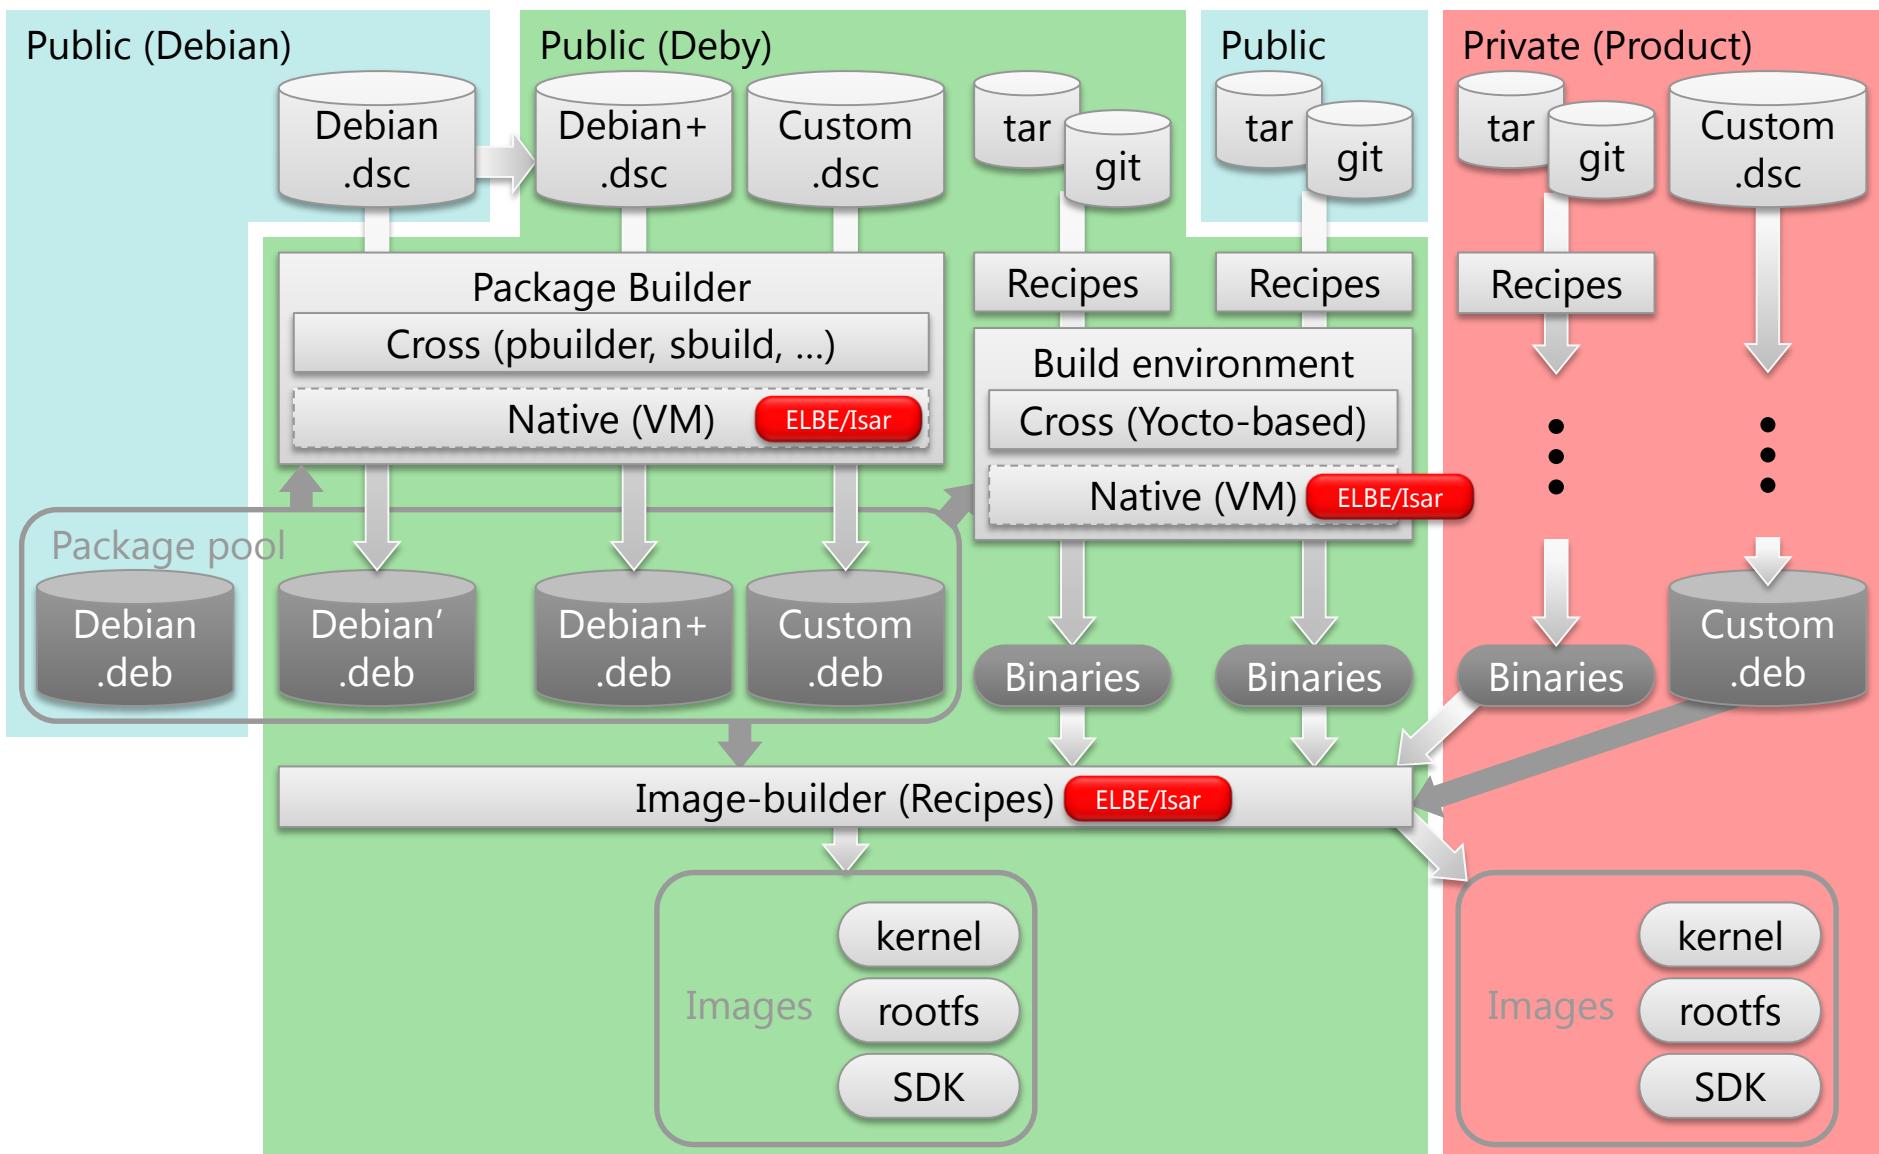 Public (Debian)
Public (Deby)
Public
Private (Product)
Debian
.dsc
Debian+
.dsc
Custom
.dsc
tar
git
tar
git
tar
git
Custom
.dsc
Package Builder
Cross (pbuilder, sbuild, ...)
Native (VM)
ELBE/Isar
Recipes
Recipes
Recipes
Build environment
Cross (Yocto-based)
Native (VM)
ELBE/Isar
Package pool
Debian
.deb
Debian’
.deb
Debian+
.deb
Custom
.deb
Binaries
Binaries
Binaries
Custom
.deb
Image-builder (Recipes)
ELBE/Isar
Images
kernel
rootfs
SDK
Images
kernel
rootfs
SDK